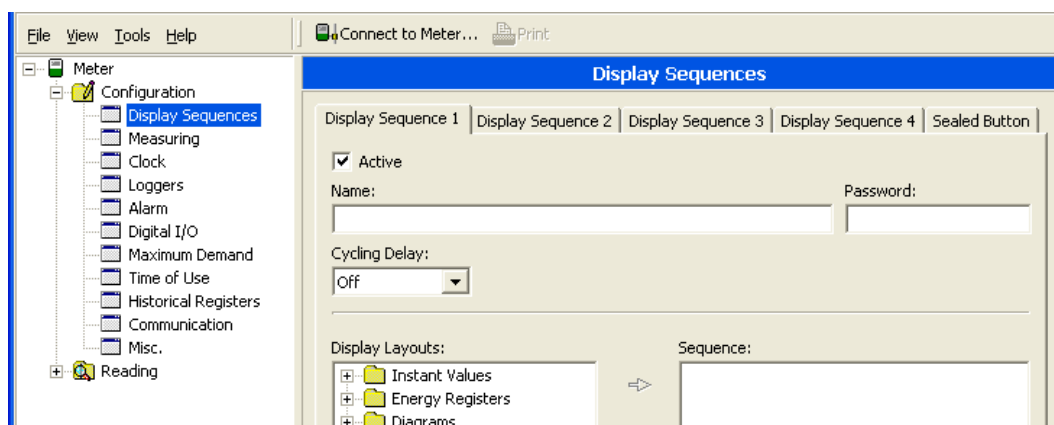 File View Tools Help
Connect to Meter... Print
Meter
Configuration
Display Sequences
Measuring
Clock
Loggers
Alarm
Digital I/O
Maximum Demand
Time of Use
Historical Registers
Communication
Misc.
Reading
Display Sequences
Display Sequence 1 Display Sequence 2 Display Sequence 3 Display Sequence 4 Sealed Button
Active
Name: Password:
Cycling Delay:
Off
Display Layouts: Sequence:
Instant Values
Energy Registers
Diagrams